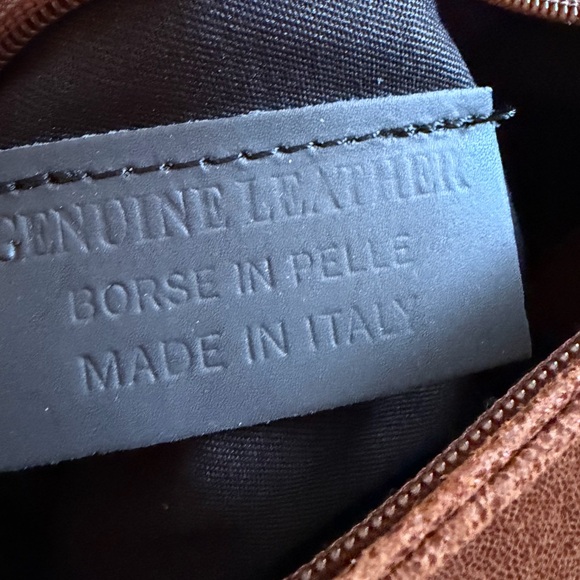 GENUINE LEATHER
BORSE IN PELLE
MADE IN ITALY